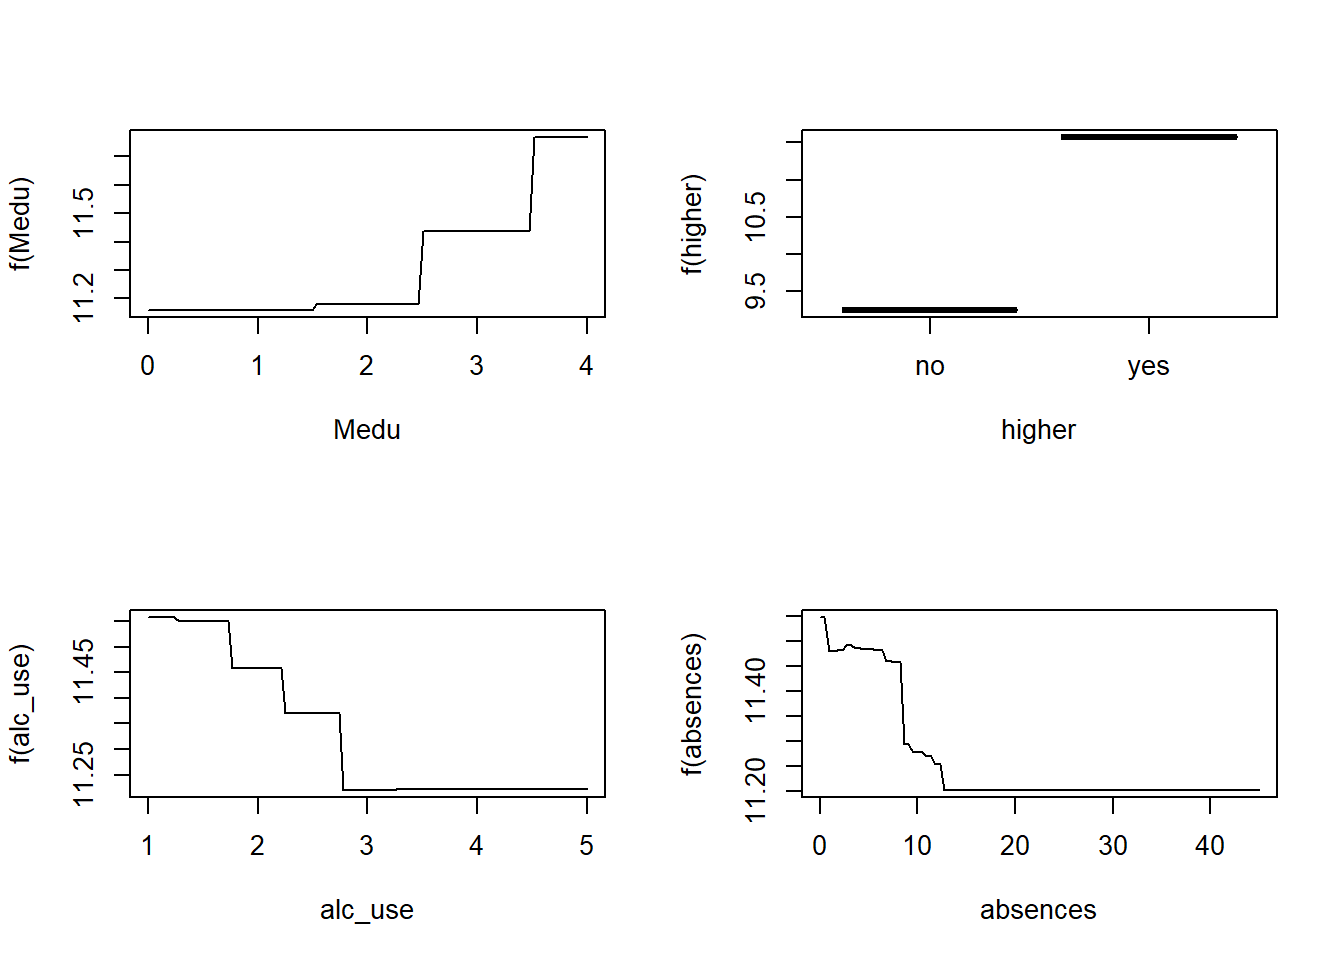 f(Medu)
11.2 11.5
0 1 2 3 4
Medu
f(higher)
9.5 10.5
no yes
higher
f(alc_use)
11.25 11.45
1 2 3 4 5
alc_use
f(absences)
11.20 11.40
0 10 20 30 40
absences